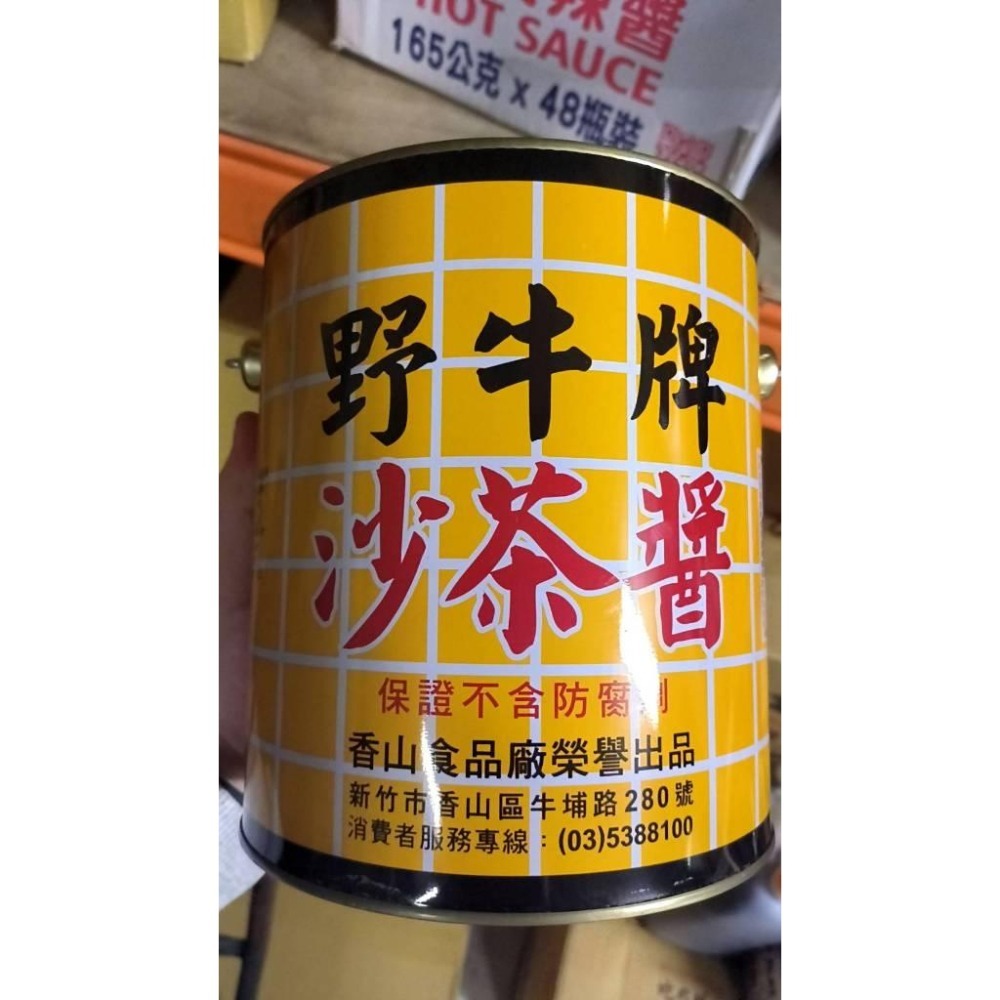 辣醬
HOT SAUCE
165公克 x 48瓶裝
野牛牌
沙茶醬
保證不含防腐劑
香山食品廠榮譽出品
新竹市香山區牛埔路280號
消費者服務專線：(03)5388100